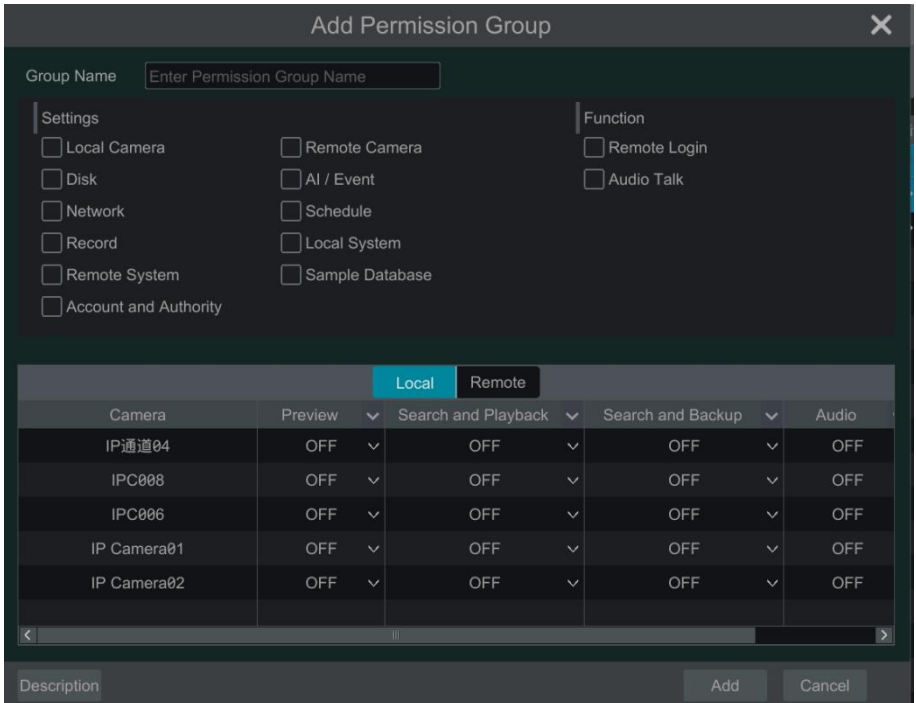 Add Permission Group
Group Name Enter Permission Group Name
Settings Function
Local Camera Remote Camera Remote Login
Disk AI / Event Audio Talk
Network Schedule
Record Local System
Remote System Sample Database
Account and Authority
Local Remote
Camera Preview Search and Playback Search and Backup Audio
IP通道04 OFF OFF OFF OFF
IPC008 OFF OFF OFF OFF
IPC006 OFF OFF OFF OFF
IP Camera01 OFF OFF OFF OFF
IP Camera02 OFF OFF OFF OFF
Description Add Cancel